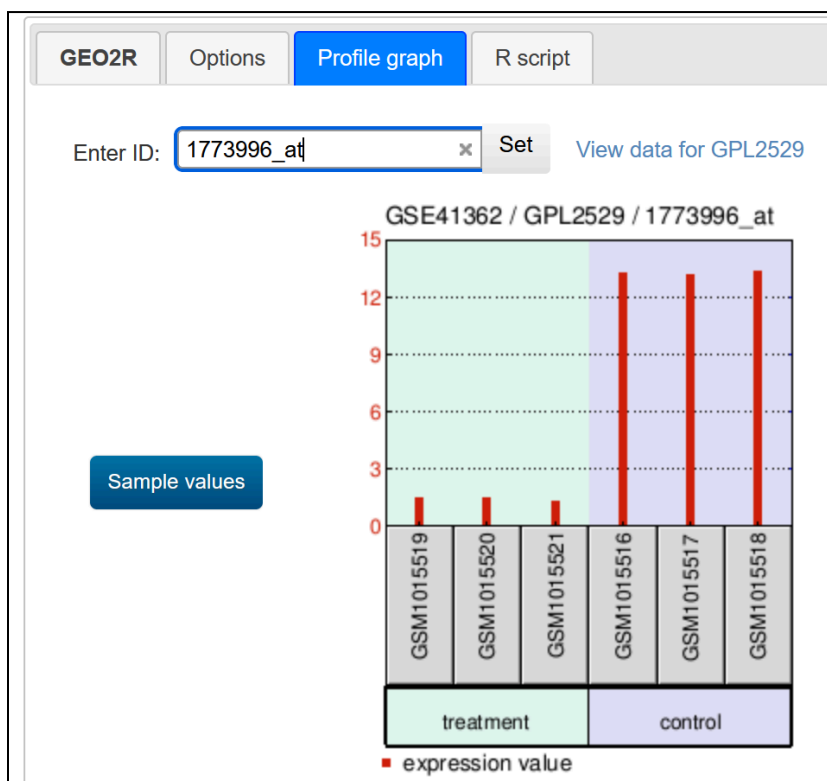 GEO2R Options Profile graph R script
Enter ID: 1773996_at × Set View data for GPL2529
GSE41362 / GPL2529 / 1773996_at
15
12
9
6
3
0
Sample values
GSM1015519 GSM1015520 GSM1015521 GSM1015516 GSM1015517 GSM1015518
treatment control
expression value